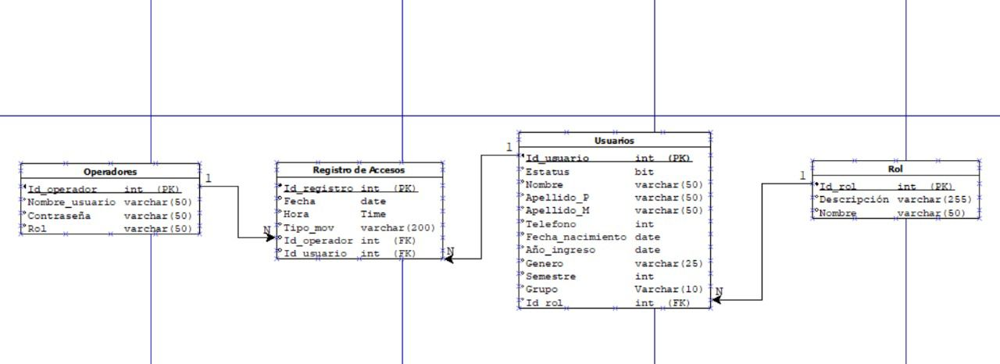 Operadores
Id_operador int (PK)
Nombre_usuario varchar(50)
Contraseña varchar(50)
Rol varchar(50)
1
N
Registro de Accesos
Id_registro int (PK)
Fecha date
Hora Time
Tipo_mov varchar(200)
Id_operador int (FK)
Id_usuario int (FK)
1
N
Usuarios
Id_usuario int (PK)
Estatus bit
Nombre varchar(50)
Apellido_P varchar(50)
Apellido_M varchar(50)
Telefono int
Fecha_nacimiento date
Año_ingreso date
Genero varchar(25)
Semestre int
Grupo Varchar(10)
Id_rol int (FK)
1
N
Rol
Id_rol int (PK)
Descripción varchar(255)
Nombre varchar(50)